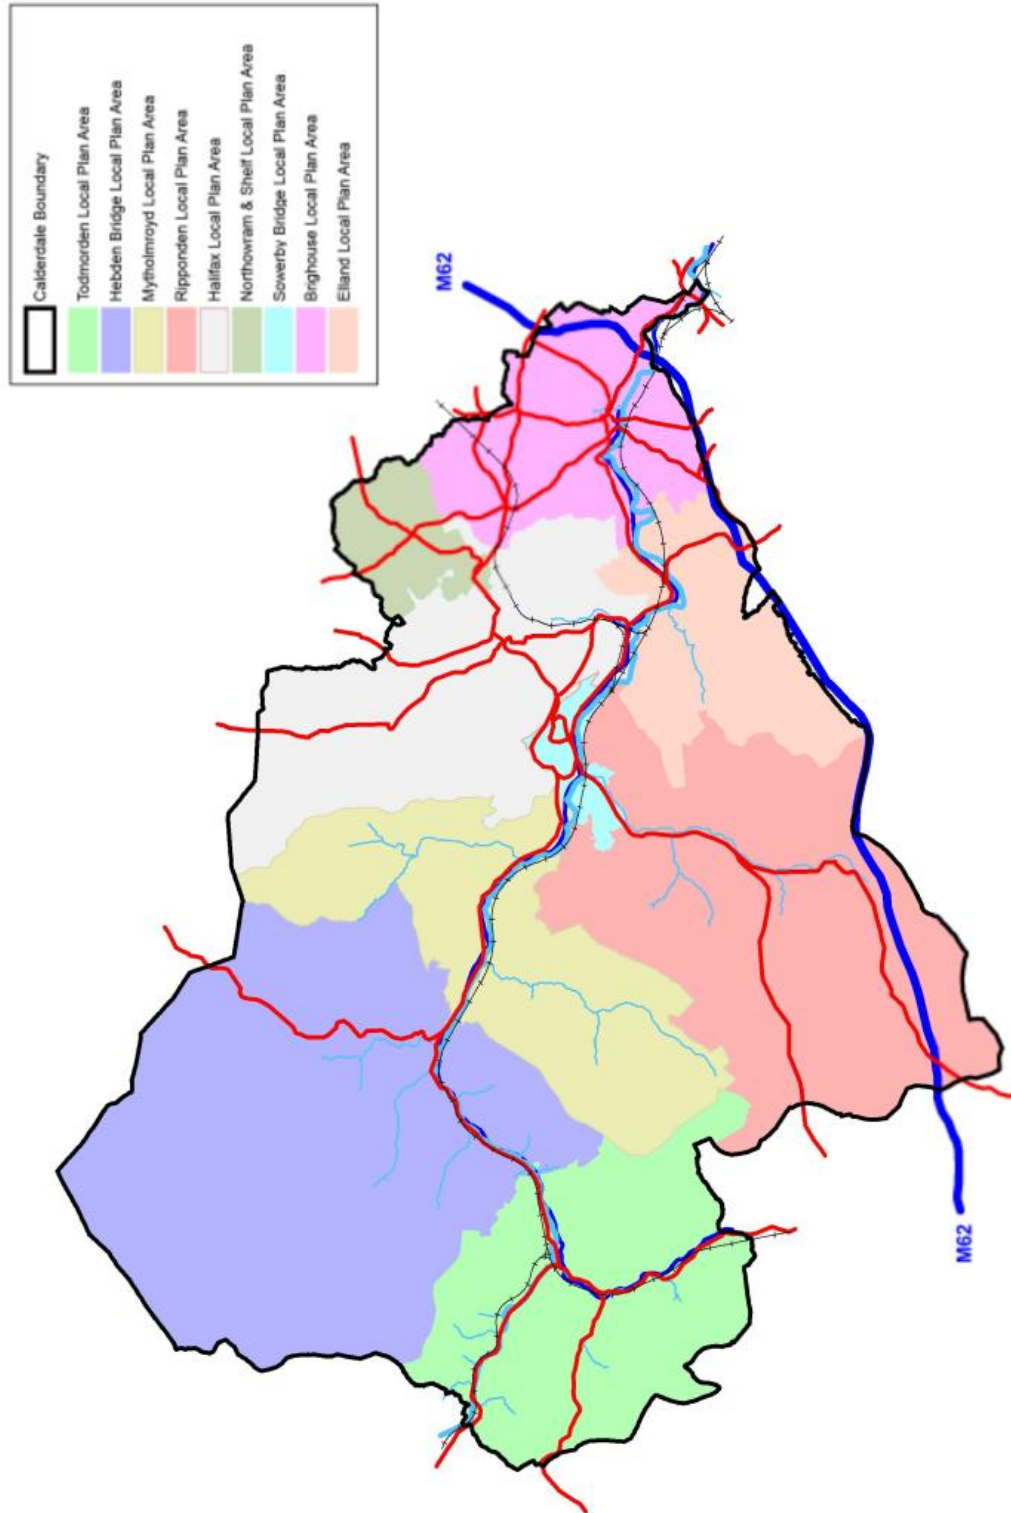 Calderdale Boundary
Todmorden Local Plan Area
Hebden Bridge Local Plan Area
Mytholmroyd Local Plan Area
Ripponden Local Plan Area
Halifax Local Plan Area
Northowram & Shelf Local Plan Area
Sowerby Bridge Local Plan Area
Brighouse Local Plan Area
Elland Local Plan Area
M62
M62